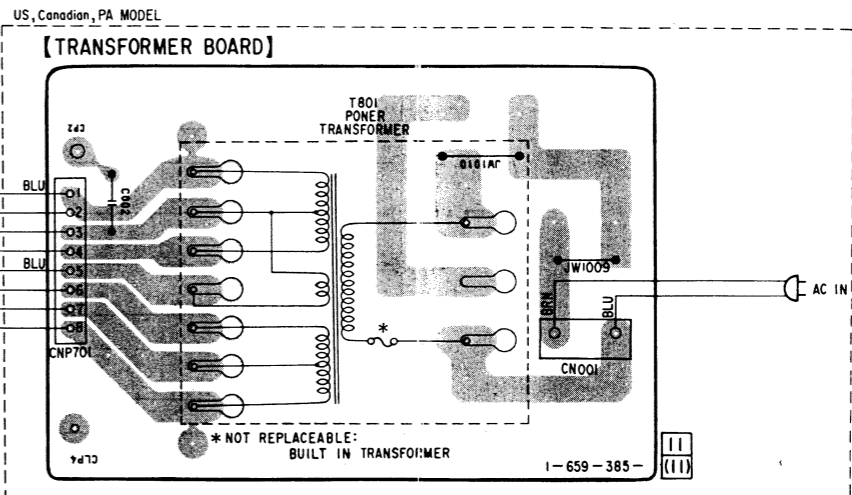 US, Canadian, PA MODEL
【TRANSFORMER BOARD】
T801
PONER
TRANSFORMER
CP2
JW1010
BLU
C002
1
2
3
4
BLU
5
6
7
8
CNP701
JW1009
BRN
BLU
AC IN
CN001
*
CLP4
* NOT REPLACEABLE:
BUILT IN TRANSFORMER
1-659-385-
11
(11)